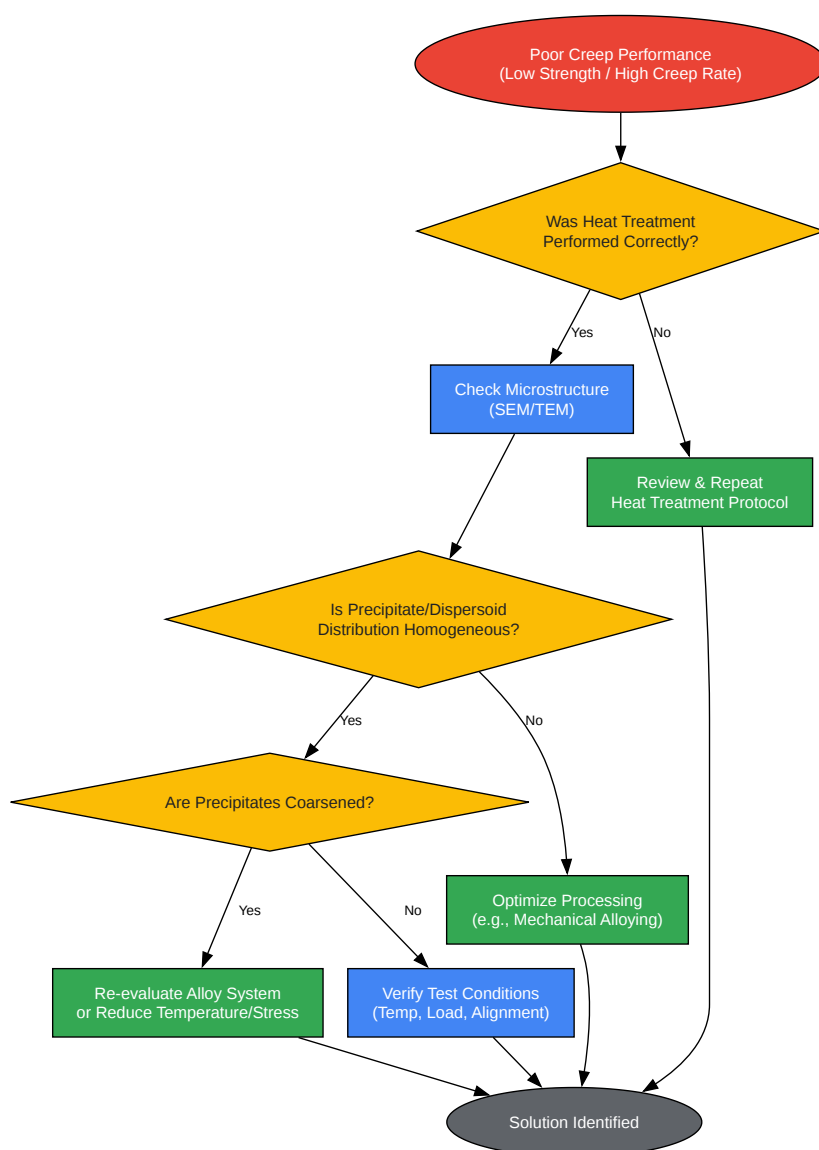 Poor Creep Performance
(Low Strength / High Creep Rate)
Was Heat Treatment
Performed Correctly?
Yes
No
Check Microstructure
(SEM/TEM)
Review & Repeat
Heat Treatment Protocol
Is Precipitate/Dispersoid
Distribution Homogeneous?
Yes
No
Are Precipitates Coarsened?
Optimize Processing
(e.g., Mechanical Alloying)
Yes
No
Re-evaluate Alloy System
or Reduce Temperature/Stress
Verify Test Conditions
(Temp, Load, Alignment)
Solution Identified